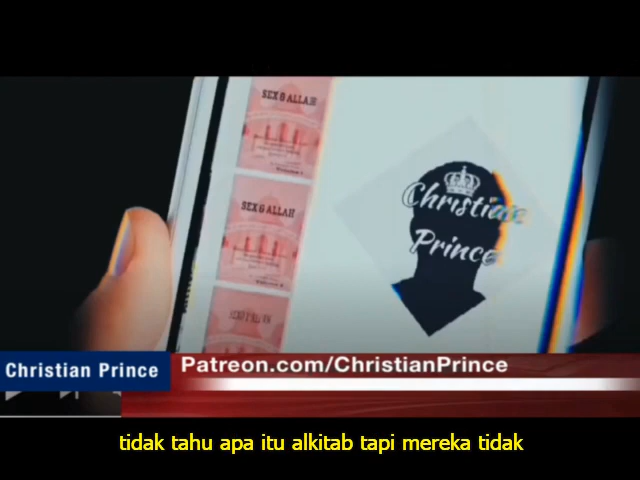 SEX & ALLAH
SEX & ALLAH
Christian
Prince
Christian Prince
Patreon.com/ChristianPrince
tidak tahu apa itu alkitab tapi mereka tidak